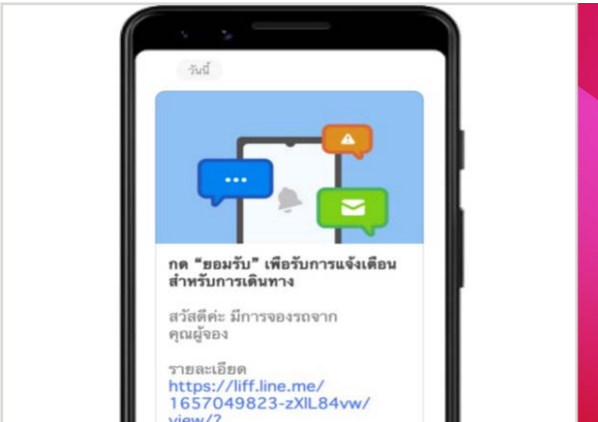 วันนี้
กด “ยอมรับ” เพื่อรับการแจ้งเตือน
สำหรับการเดินทาง
สวัสดีค่ะ มีการจองรถจาก
คุณผู้จอง
รายละเอียด
https://liff.line.me/
1657049823-zXlL84vw/
view/?